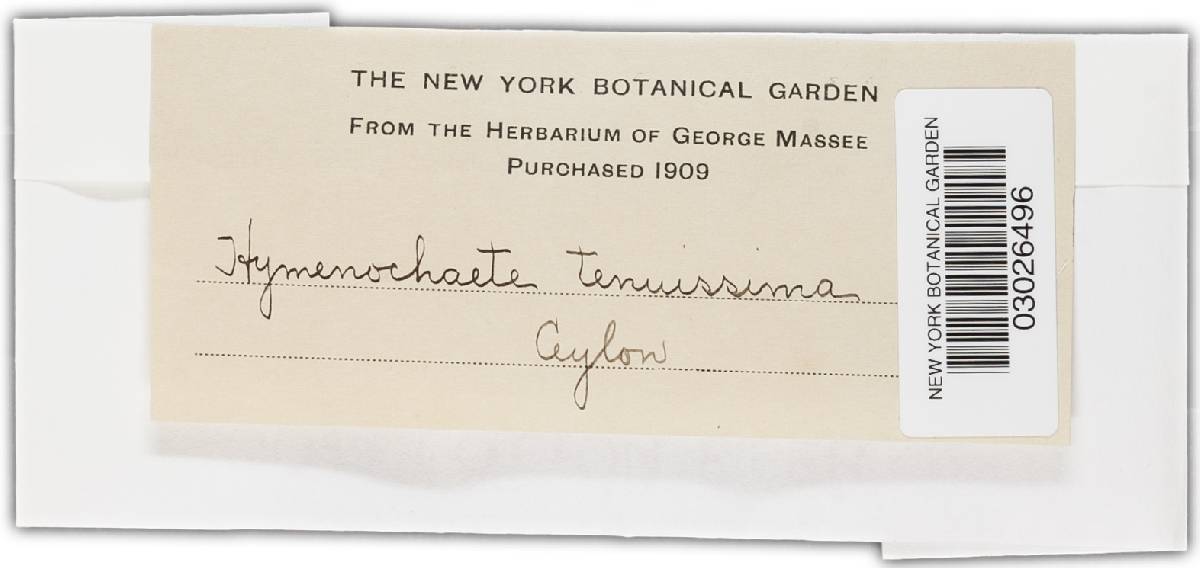 THE NEW YORK BOTANICAL GARDEN
FROM THE HERBARIUM OF GEORGE MASSEE
PURCHASED 1909
Hymenochaete tenuissima
Ceylon
NEW YORK BOTANICAL GARDEN
03026496